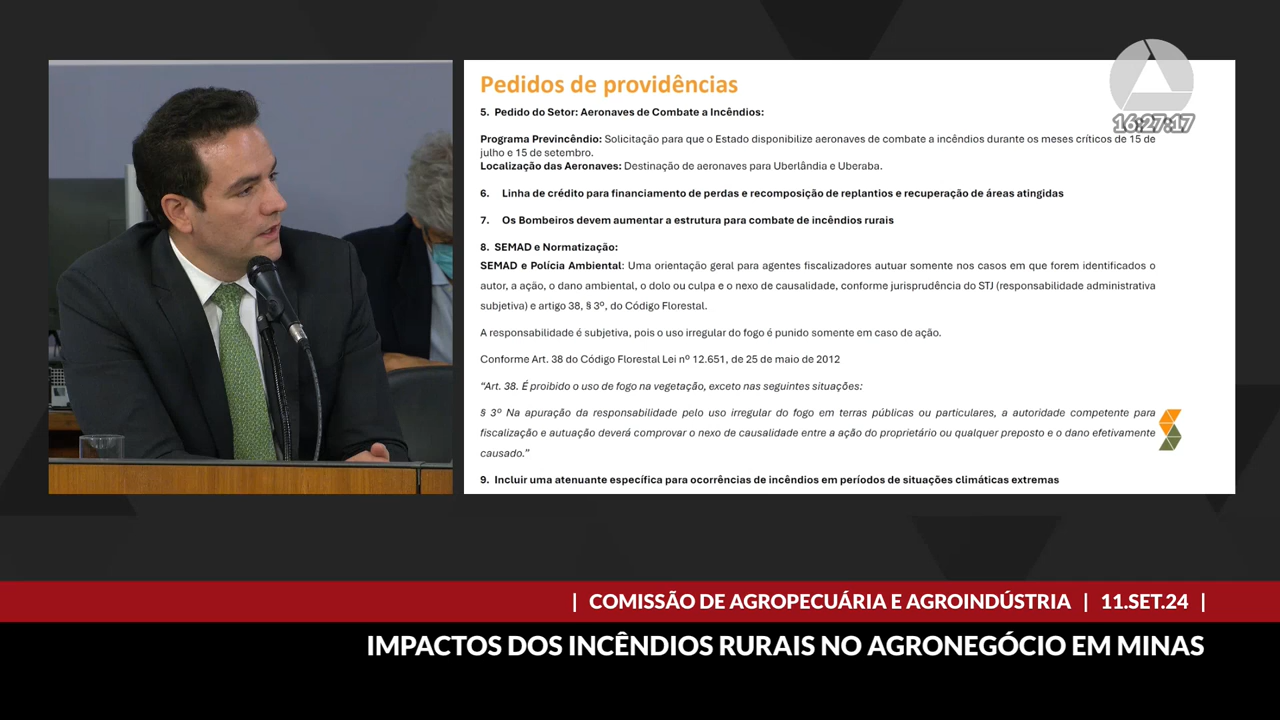 Pedidos de providências
16:27:17
5. Pedido do Setor: Aeronaves de Combate a Incêndios:
Programa Previncêndio: Solicitação para que o Estado disponibilize aeronaves de combate a incêndios durante os meses críticos de 15 de
julho e 15 de setembro.
Localização das Aeronaves: Destinação de aeronaves para Uberlândia e Uberaba.
6. Linha de crédito para financiamento de perdas e recomposição de replantios e recuperação de áreas atingidas
7. Os Bombeiros devem aumentar a estrutura para combate de incêndios rurais
8. SEMAD e Normatização:
SEMAD e Polícia Ambiental: Uma orientação geral para agentes fiscalizadores autuar somente nos casos em que forem identificados o
autor, a ação, o dano ambiental, o dolo ou culpa e o nexo de causalidade, conforme jurisprudência do STJ (responsabilidade administrativa
subjetiva) e artigo 38, § 3º, do Código Florestal.
A responsabilidade é subjetiva, pois o uso irregular do fogo é punido somente em caso de ação.
Conforme Art. 38 do Código Florestal Lei nº 12.651, de 25 de maio de 2012
“Art. 38. É proibido o uso de fogo na vegetação, exceto nas seguintes situações:
§ 3º Na apuração da responsabilidade pelo uso irregular do fogo em terras públicas ou particulares, a autoridade competente para
fiscalização e autuação deverá comprovar o nexo de causalidade entre a ação do proprietário ou qualquer preposto e o dano efetivamente
causado.”
9. Incluir uma atenuante específica para ocorrências de incêndios em períodos de situações climáticas extremas
| COMISSÃO DE AGROPECUÁRIA E AGROINDÚSTRIA | 11.SET.24 |
IMPACTOS DOS INCÊNDIOS RURAIS NO AGRONEGÓCIO EM MINAS